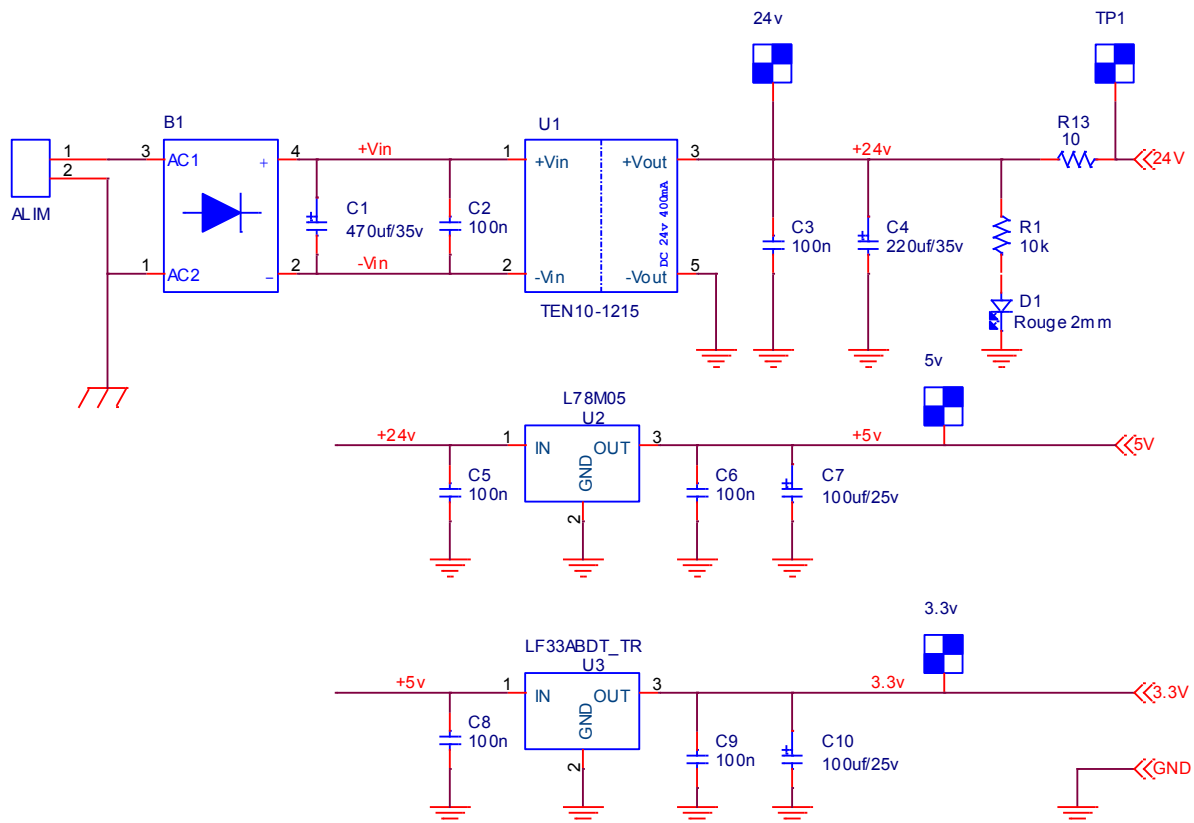 24v
TP1
B1
U1
R13
10
1
2
3
AC1
4
+
+Vin
1
+Vin
+Vout
3
+24v
24V
ALIM
C1
470uf/35v
C2
100n
DC 24v 400mA
C3
100n
C4
220uf/35v
R1
10k
1
AC2
2
-
-Vin
2
-Vin
-Vout
5
TEN10-1215
D1
Rouge 2mm
5v
L78M05
U2
+24v
1
IN
OUT
GND
2
3
+5v
5V
C5
100n
C6
100n
C7
100uf/25v
3.3v
LF33ABDT_TR
U3
+5v
1
IN
OUT
GND
2
3
3.3v
3.3V
C8
100n
C9
100n
C10
100uf/25v
GND